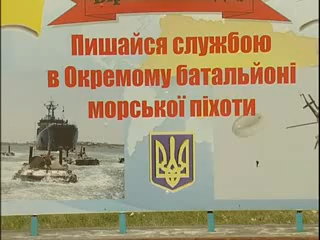 Пишайся службою
в Окремому батальйоні
морської піхоти